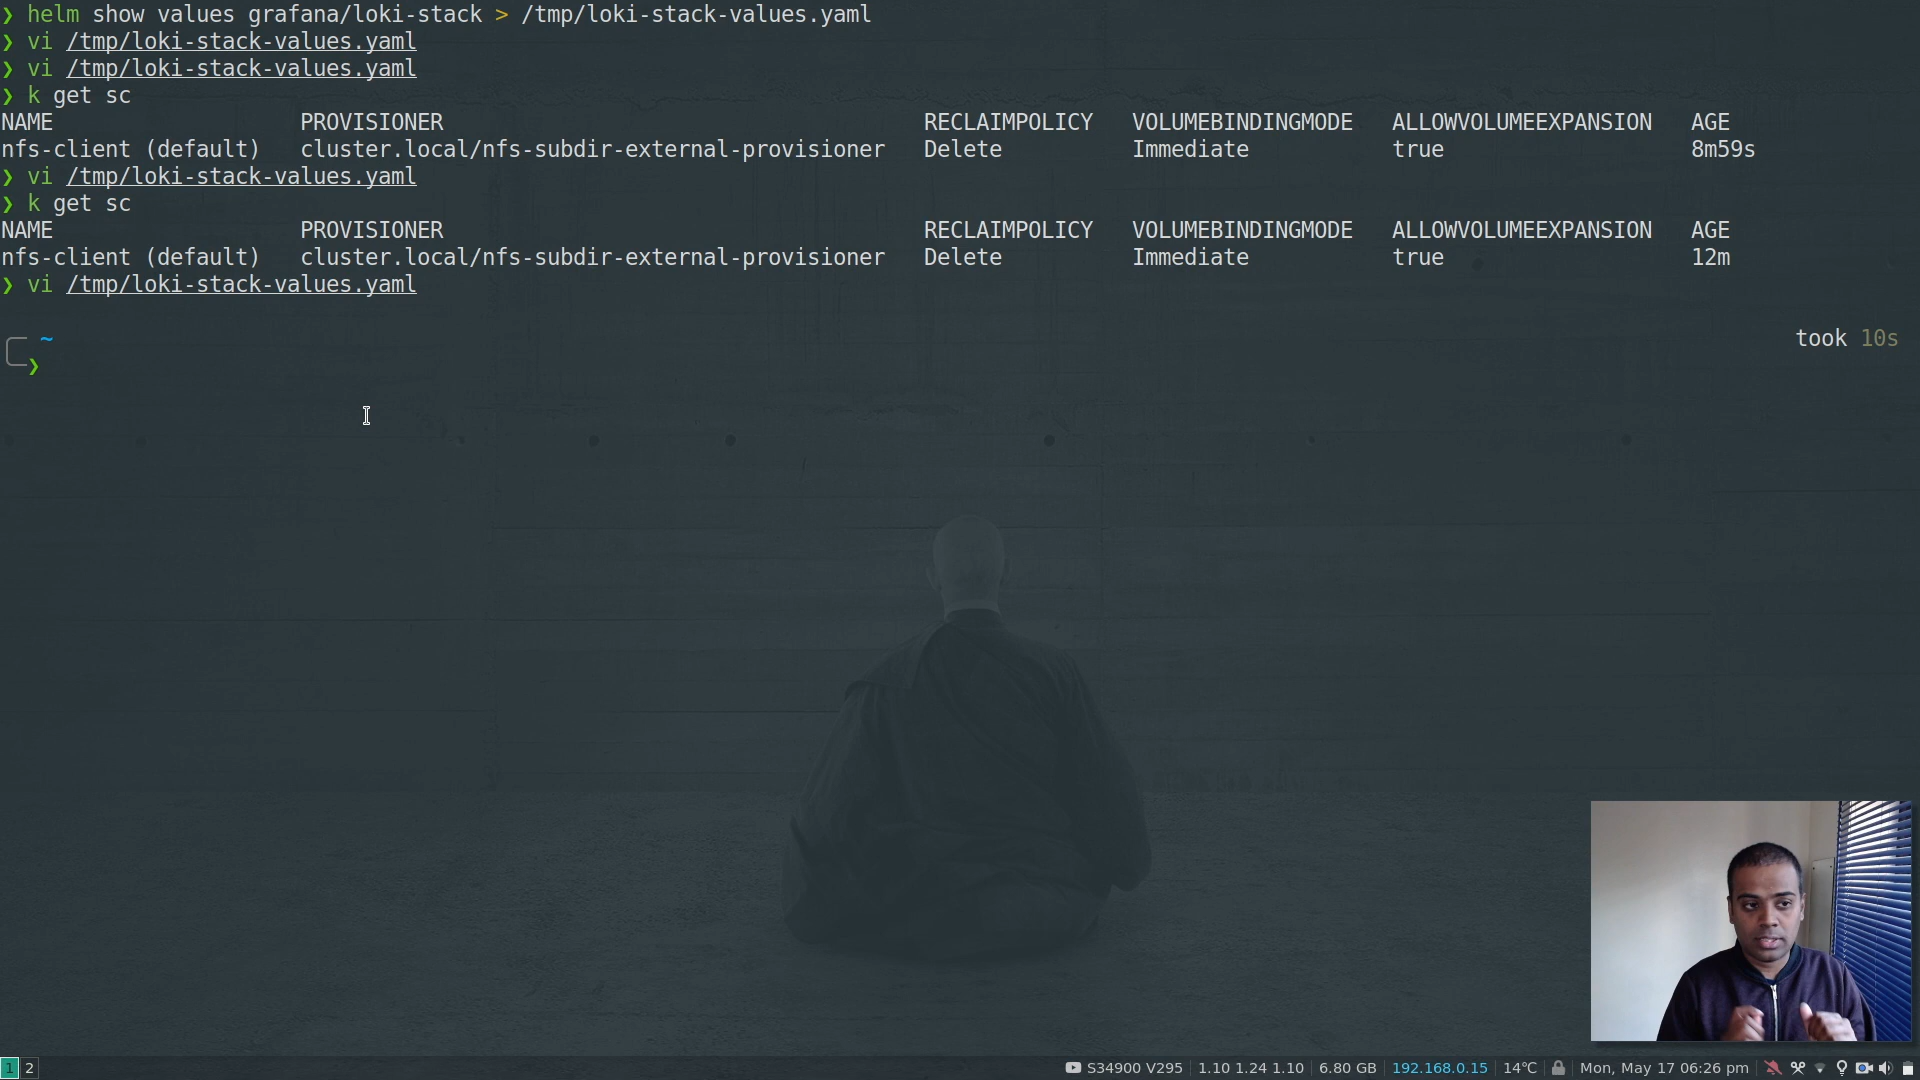 ❯ helm show values grafana/loki-stack > /tmp/loki-stack-values.yaml
❯ vi /tmp/loki-stack-values.yaml
❯ vi /tmp/loki-stack-values.yaml
❯ k get sc
NAME PROVISIONER RECLAIMPOLICY VOLUMEBINDINGMODE ALLOWVOLUMEEXPANSION AGE
nfs-client (default) cluster.local/nfs-subdir-external-provisioner Delete Immediate true 8m59s
❯ vi /tmp/loki-stack-values.yaml
❯ k get sc
NAME PROVISIONER RECLAIMPOLICY VOLUMEBINDINGMODE ALLOWVOLUMEEXPANSION AGE
nfs-client (default) cluster.local/nfs-subdir-external-provisioner Delete Immediate true 12m
❯ vi /tmp/loki-stack-values.yaml
~ took 10s
❯
1 2 S34900 V295 1.10 1.24 1.10 6.80 GB 192.168.0.15 14°C Mon, May 17 06:26 pm